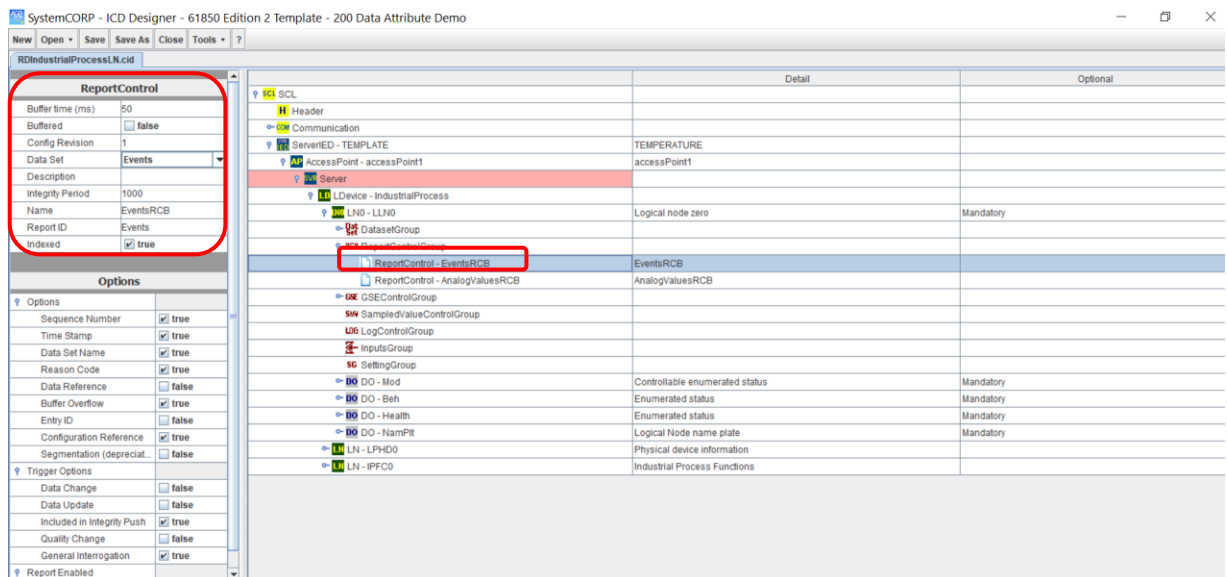 SystemCORP - ICD Designer - 61850 Edition 2 Template - 200 Data Attribute Demo
New Open Save Save As Close Tools ?
RDIndustrialProcessLN.cid
ReportControl
Buffer time (ms) 50
Buffered false
Config Revision 1
Data Set Events
Description
Integrity Period 1000
Name EventsRCB
Report ID Events
Indexed true
Options
Options
Sequence Number true
Time Stamp true
Data Set Name true
Reason Code true
Data Reference false
Buffer Overflow true
Entry ID false
Configuration Reference true
Segmentation (depreciat... false
Trigger Options
Data Change false
Data Update false
Included in Integrity Push true
Quality Change false
General Interrogation true
Report Enabled
Detail Optional
SCL SCL
H Header
COM Communication
ServerIED - TEMPLATE TEMPERATURE
AP AccessPoint - accessPoint1 accessPoint1
Server
LD LDevice - IndustrialProcess
LN0 - LLN0 Logical node zero Mandatory
Dat Set DatasetGroup
ReportControlGroup
ReportControl - EventsRCB EventsRCB
ReportControl - AnalogValuesRCB AnalogValuesRCB
GSE GSEControlGroup
SMV SampledValueControlGroup
LOG LogControlGroup
InputsGroup
SG SettingGroup
DO DO - Mod Controllable enumerated status Mandatory
DO DO - Beh Enumerated status Mandatory
DO DO - Health Enumerated status Mandatory
DO DO - NamPlt Logical Node name plate Mandatory
LN LN - LPHD0 Physical device information
LN LN - IPFC0 Industrial Process Functions